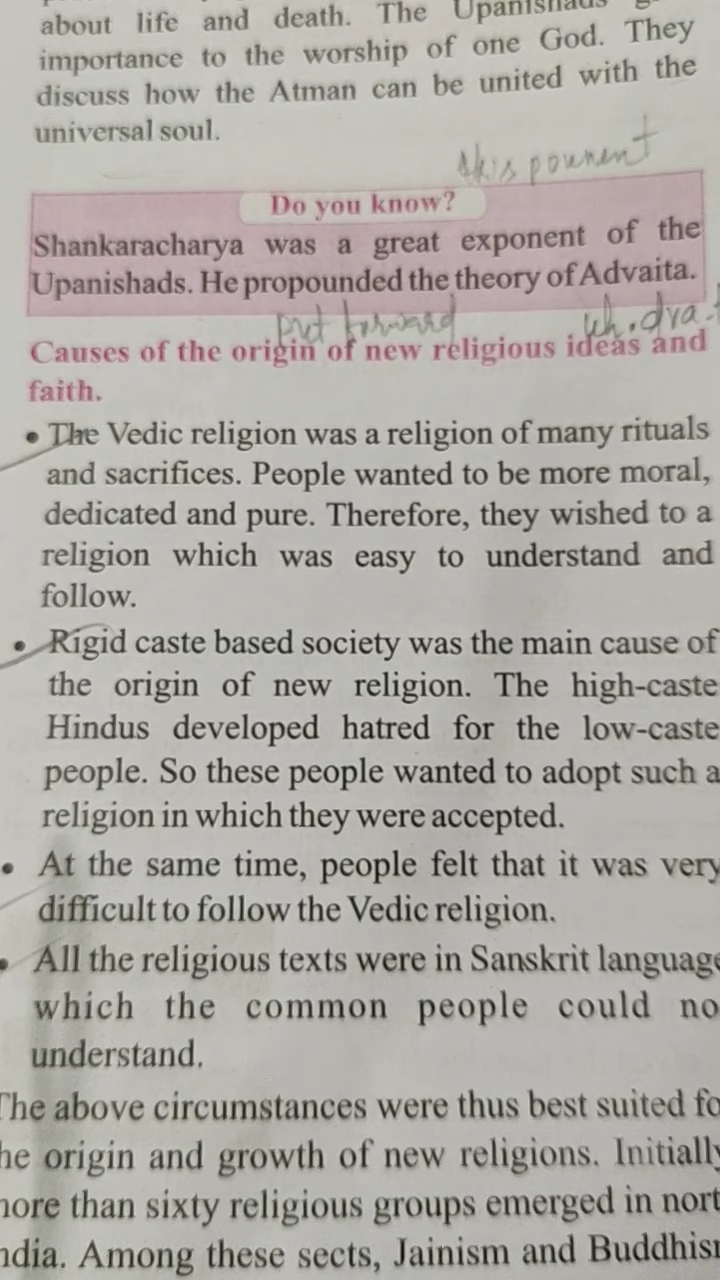 about life and death. The Upanishads
importance to the worship of one God. They
discuss how the Atman can be united with the
universal soul.
Do you know?
Shankaracharya was a great exponent of the
Upanishads. He propounded the theory of Advaita.
put forward
Causes of the origin of new religious ideas and
faith.
• The Vedic religion was a religion of many rituals
and sacrifices. People wanted to be more moral,
dedicated and pure. Therefore, they wished to a
religion which was easy to understand and
follow.
• Rigid caste based society was the main cause of
the origin of new religion. The high-caste
Hindus developed hatred for the low-caste
people. So these people wanted to adopt such a
religion in which they were accepted.
• At the same time, people felt that it was very
difficult to follow the Vedic religion.
• All the religious texts were in Sanskrit language
which the common people could no
understand.
The above circumstances were thus best suited fo
he origin and growth of new religions. Initially
more than sixty religious groups emerged in nort
ndia. Among these sects, Jainism and Buddhis